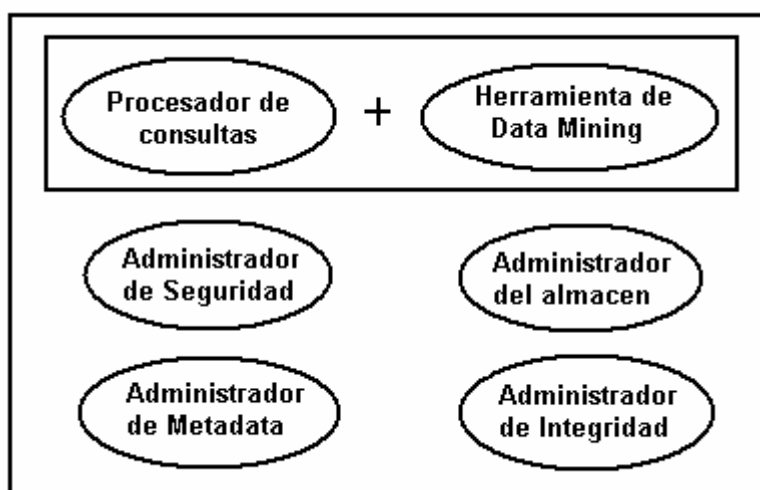 Procesador de
consultas
+
Herramienta de
Data Mining
Administrador
de Seguridad
Administrador
del almacen
Administrador
de Metadata
Administrador
de Integridad